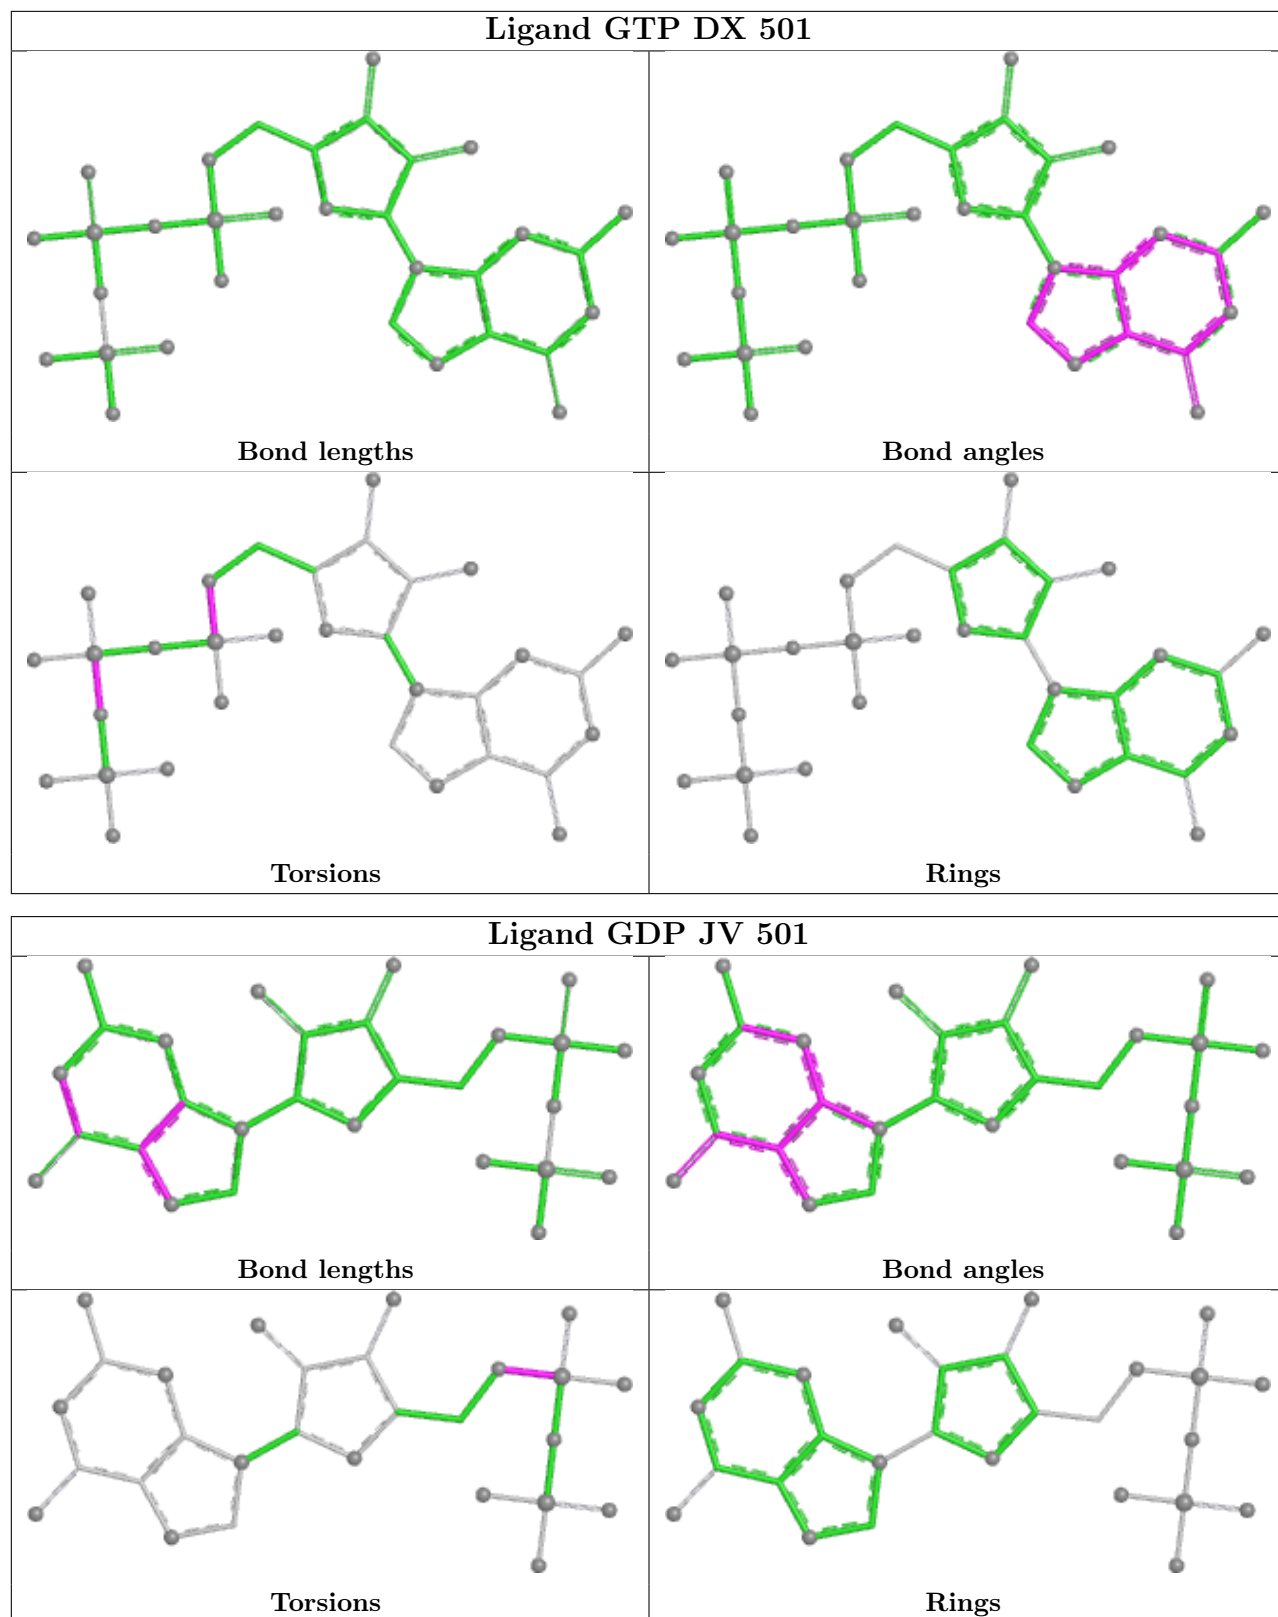 Ligand GTP DX 501
Bond lengths
Bond angles
Torsions
Rings
Ligand GDP JV 501
Bond lengths
Bond angles
Torsions
Rings